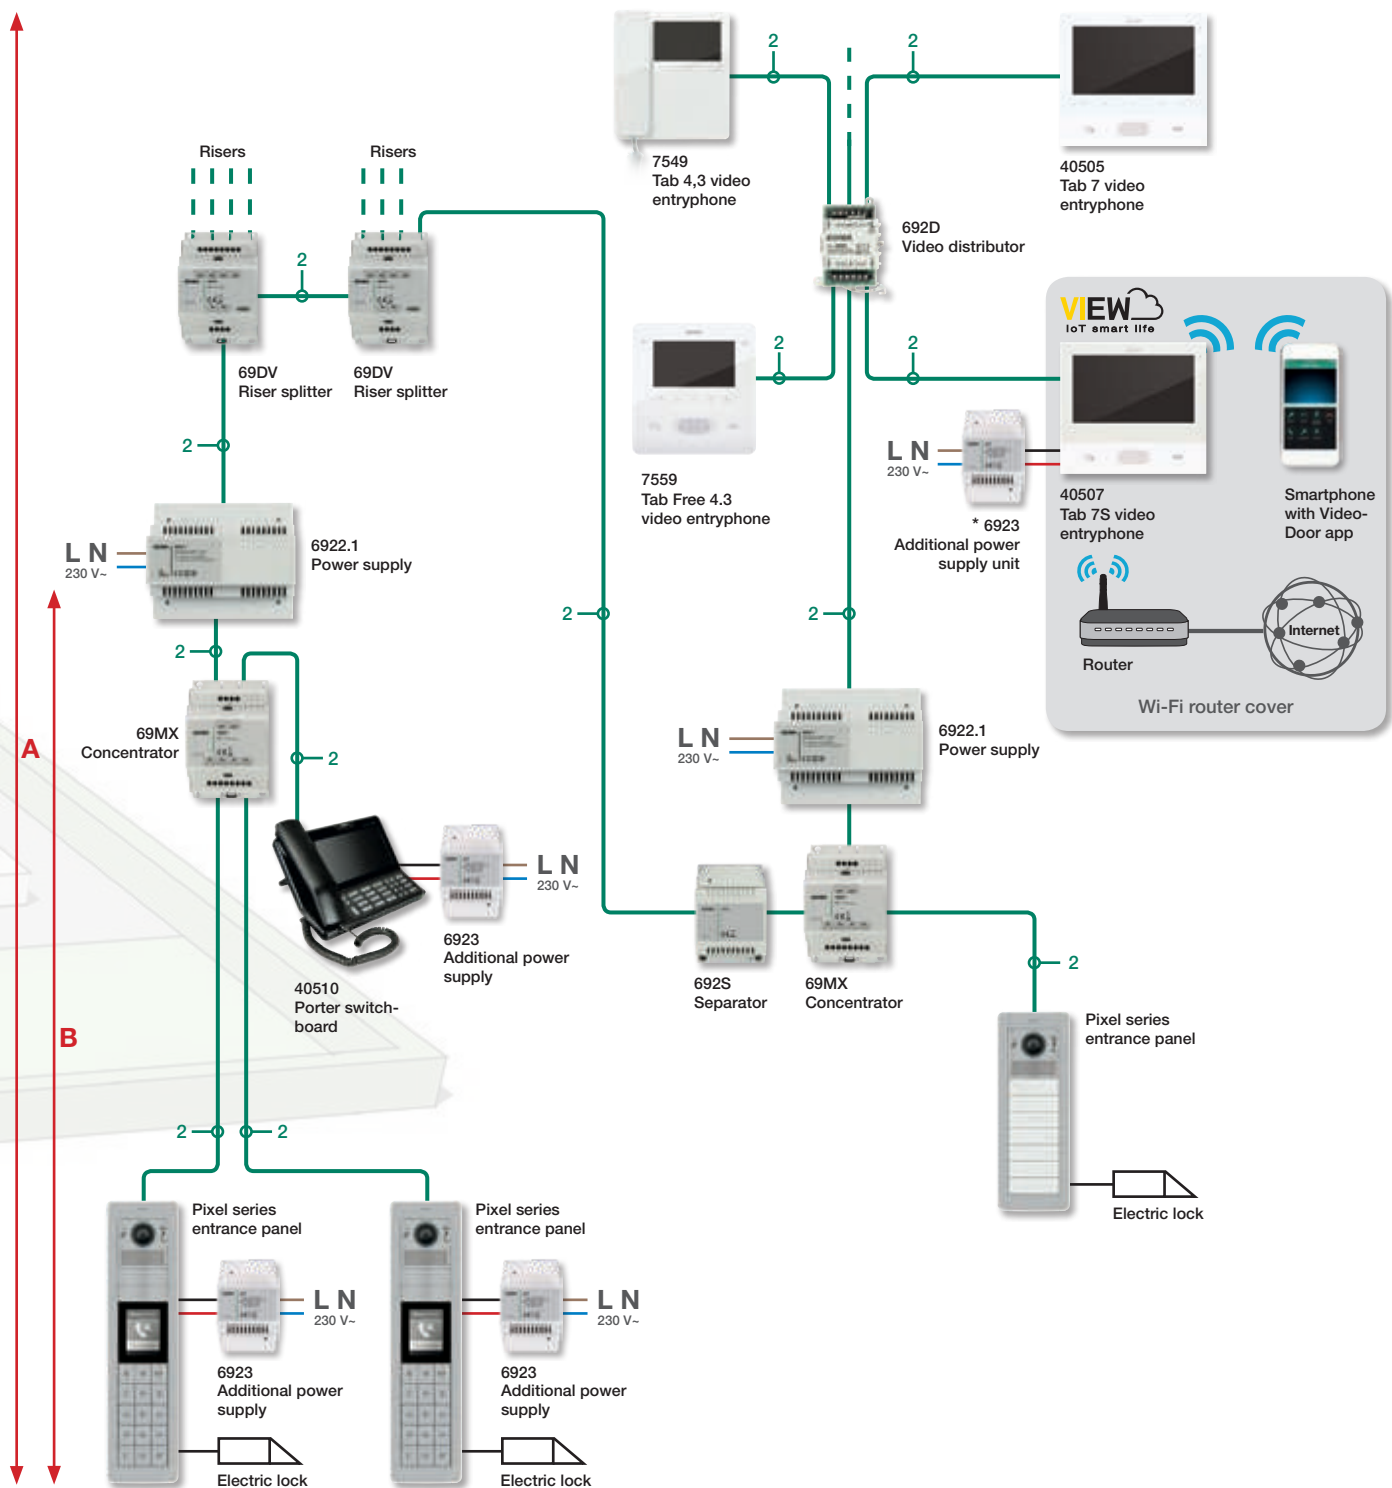 2
2
7549
Tab 4,3 video
entryphone
40505
Tab 7 video
entryphone
Risers
Risers
692D
Video distributor
2
69DV
Riser splitter
69DV
Riser splitter
VIEW
IoT smart life
2
2
2
L N
230 V~
7559
Tab Free 4.3
video entryphone
* 6923
Additional power
supply unit
40507
Tab 7S video
entryphone
Smartphone
with Video-
Door app
L N
230 V~
6922.1
Power supply
2
2
2
Router
Internet
Wi-Fi router cover
A
69MX
Concentrator
2
L N
230 V~
6922.1
Power supply
L N
230 V~
6923
Additional power
supply
40510
Porter switch-
board
692S
Separator
69MX
Concentrator
2
B
Pixel series
entrance panel
2
2
Electric lock
Pixel series
entrance panel
Pixel series
entrance panel
L N
230 V~
L N
230 V~
6923
Additional power
supply
6923
Additional power
supply
Electric lock
Electric lock